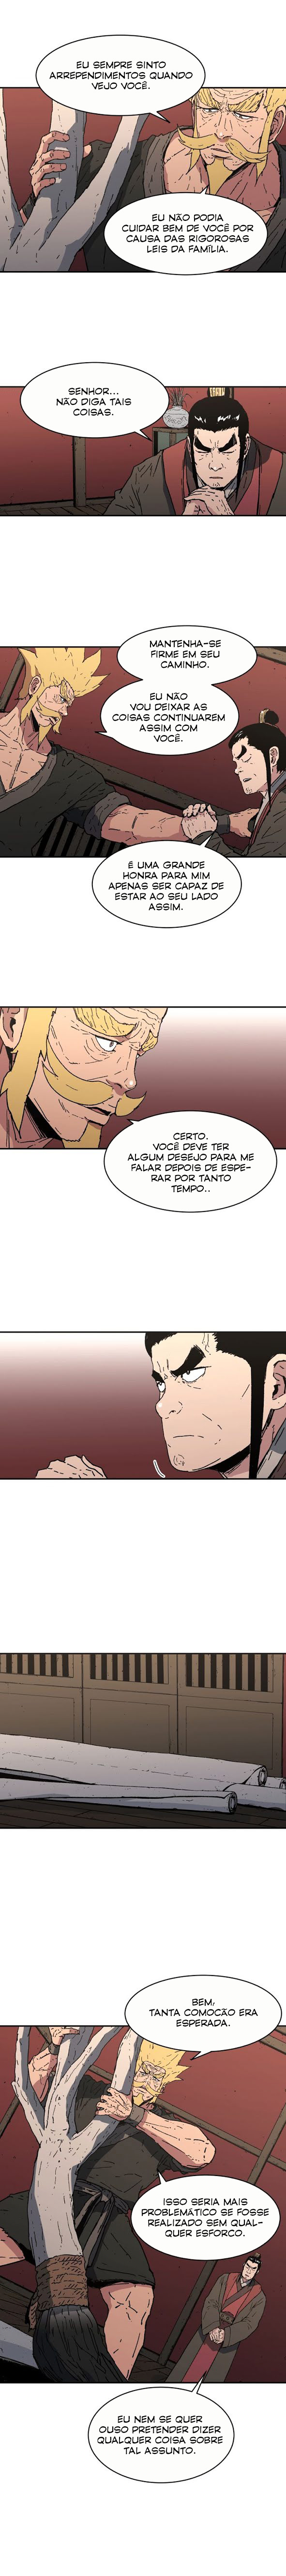 EU SEMPRE SINTO
ARREPENDIMENTOS QUANDO
VEJO VOCÊ.
EU NÃO PODIA
CUIDAR BEM DE VOCÊ POR
CAUSA DAS RIGOROSAS
LEIS DA FAMÍLIA.
SENHOR...
NÃO DIGA TAIS
COISAS.
MANTENHA-SE
FIRME EM SEU
CAMINHO.
EU NÃO
VOU DEIXAR AS
COISAS CONTINUAREM
ASSIM COM
VOCÊ.
É UMA GRANDE
HONRA PARA MIM
APENAS SER CAPAZ DE
ESTAR AO SEU LADO
ASSIM.
CERTO.
VOCÊ DEVE TER
ALGUM DESEJO PARA ME
FALAR DEPOIS DE ESPE-
RAR POR TANTO
TEMPO..
BEM,
TANTA COMOCÃO ERA
ESPERADA.
ISSO SERIA MAIS
PROBLEMÁTICO SE FOSSE
REALIZADO SEM QUAL-
QUER ESFORCO.
EU NEM SE QUER
OUSO PRETENDER DIZER
QUALQUER COISA SOBRE
TAL ASSUNTO.